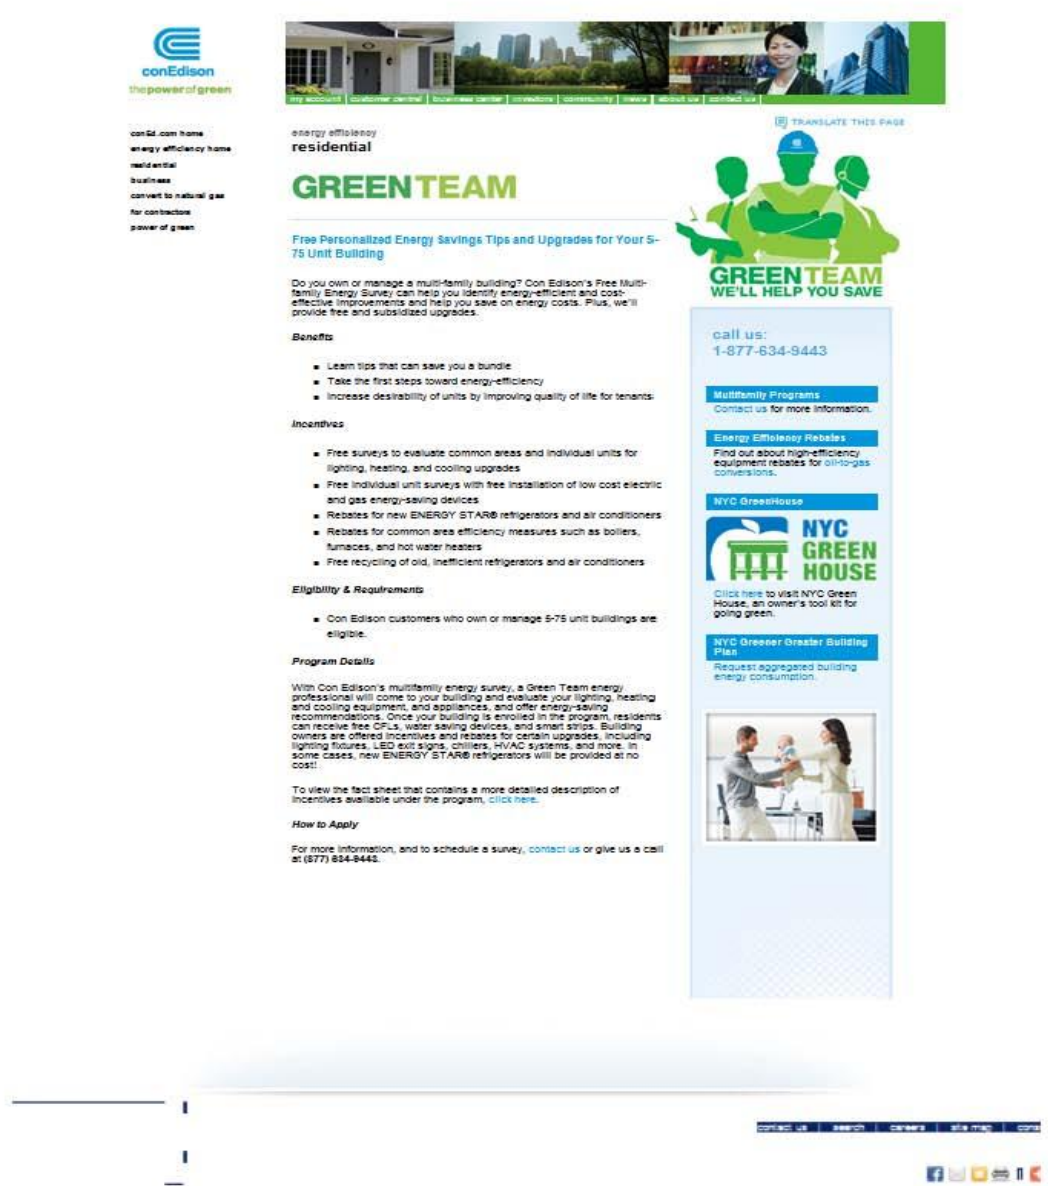 conEdison
the power of green
my account | customer central | business center | investors | community | news | about us | contact us |
conEd.com home
energy efficiency home
residential
business
convert to natural gas
for contractors
power of green
energy efficiency
residential
GREENTEAM
Free Personalized Energy Savings Tips and Upgrades for Your 5-
75 Unit Building
Do you own or manage a multi-family building? Con Edison's Free Multi-
family Energy Survey can help you identify energy-efficient and cost-
effective improvements and help you save on energy costs. Plus, we'll
provide free and subsidized upgrades.
Benefits
Learn tips that can save you a bundle
Take the first steps toward energy-efficiency
Increase desirability of units by improving quality of life for tenants
Incentives
Free surveys to evaluate common areas and individual units for
lighting, heating, and cooling upgrades
Free individual unit surveys with free installation of low cost electric
and gas energy-saving devices
Rebates for new ENERGY STAR® refrigerators and air conditioners
Rebates for common area efficiency measures such as boilers,
furnaces, and hot water heaters
Free recycling of old, inefficient refrigerators and air conditioners
Eligibility & Requirements
Con Edison customers who own or manage 5-75 unit buildings are
eligible.
Program Details
With Con Edison's multifamily energy survey, a Green Team energy
professional will come to your building and evaluate your lighting, heating
and cooling equipment, and appliances, and offer energy-saving
recommendations. Once your building is enrolled in the program, residents
can receive free CFLs, water saving devices, and smart strips. Building
owners are offered incentives and rebates for certain upgrades, including
lighting fixtures, LED exit signs, chillers, HVAC systems, and more. In
some cases, new ENERGY STAR® refrigerators will be provided at no
cost!
To view the fact sheet that contains a more detailed description of
incentives available under the program, click here.
How to Apply
For more information, and to schedule a survey, contact us or give us a call
at (877) 634-9443.
TRANSLATE THIS PAGE
GREENTEAM
WE'LL HELP YOU SAVE
call us:
1-877-634-9443
Multifamily Programs
Contact us for more information.
Energy Efficiency Rebates
Find out about high-efficiency
equipment rebates for oil-to-gas
conversions.
NYC GreenHouse
NYC
GREEN
HOUSE
Click here to visit NYC Green
House, an owner's tool kit for
going green.
NYC Greener Greater Building
Plan
Request aggregated building
energy consumption.
contact us | search | careers | site map | cons